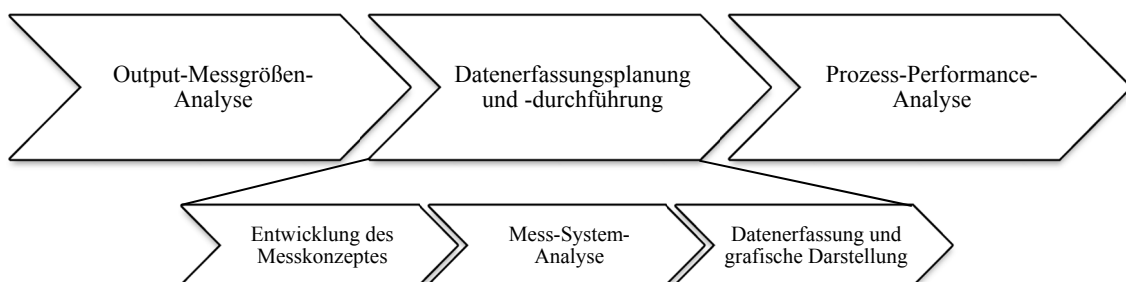 Output-Messgrößen-
Analyse
Datenerfassungsplanung
und -durchführung
Prozess-Performance-
Analyse
Entwicklung des
Messkonzeptes
Mess-System-
Analyse
Datenerfassung und
grafische Darstellung